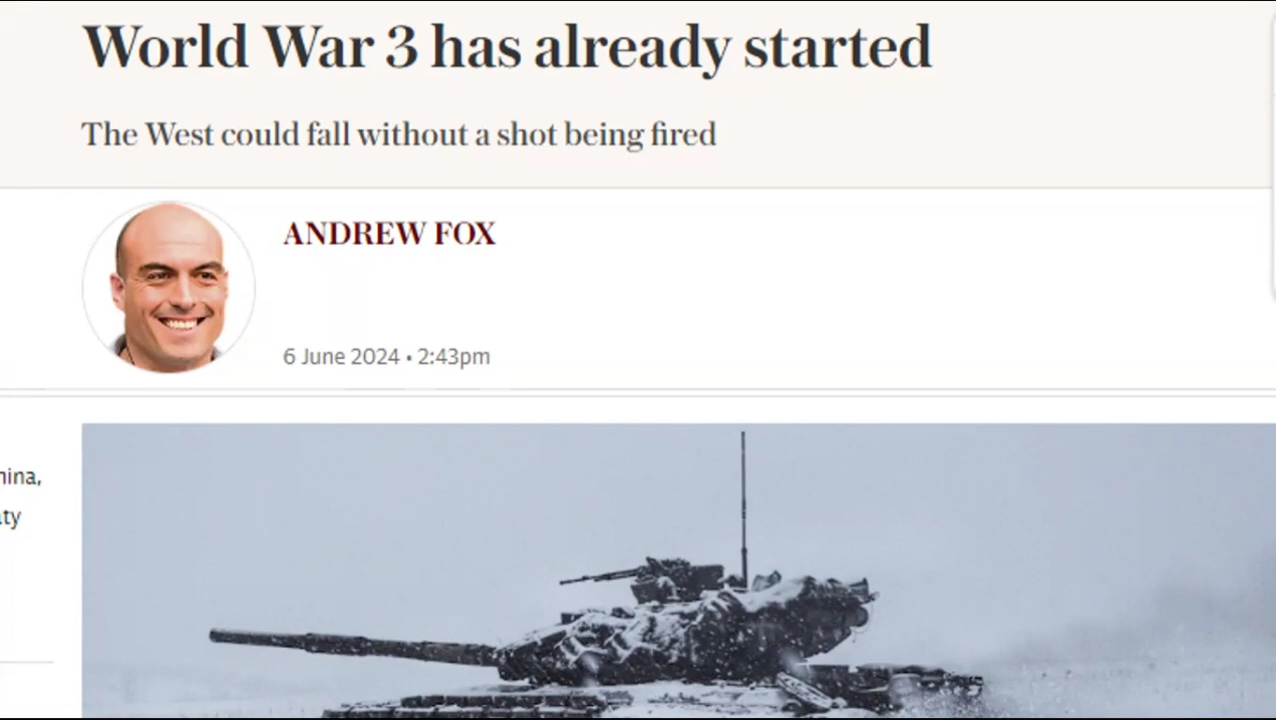 World War 3 has already started
The West could fall without a shot being fired
ANDREW FOX
6 June 2024 • 2:43pm